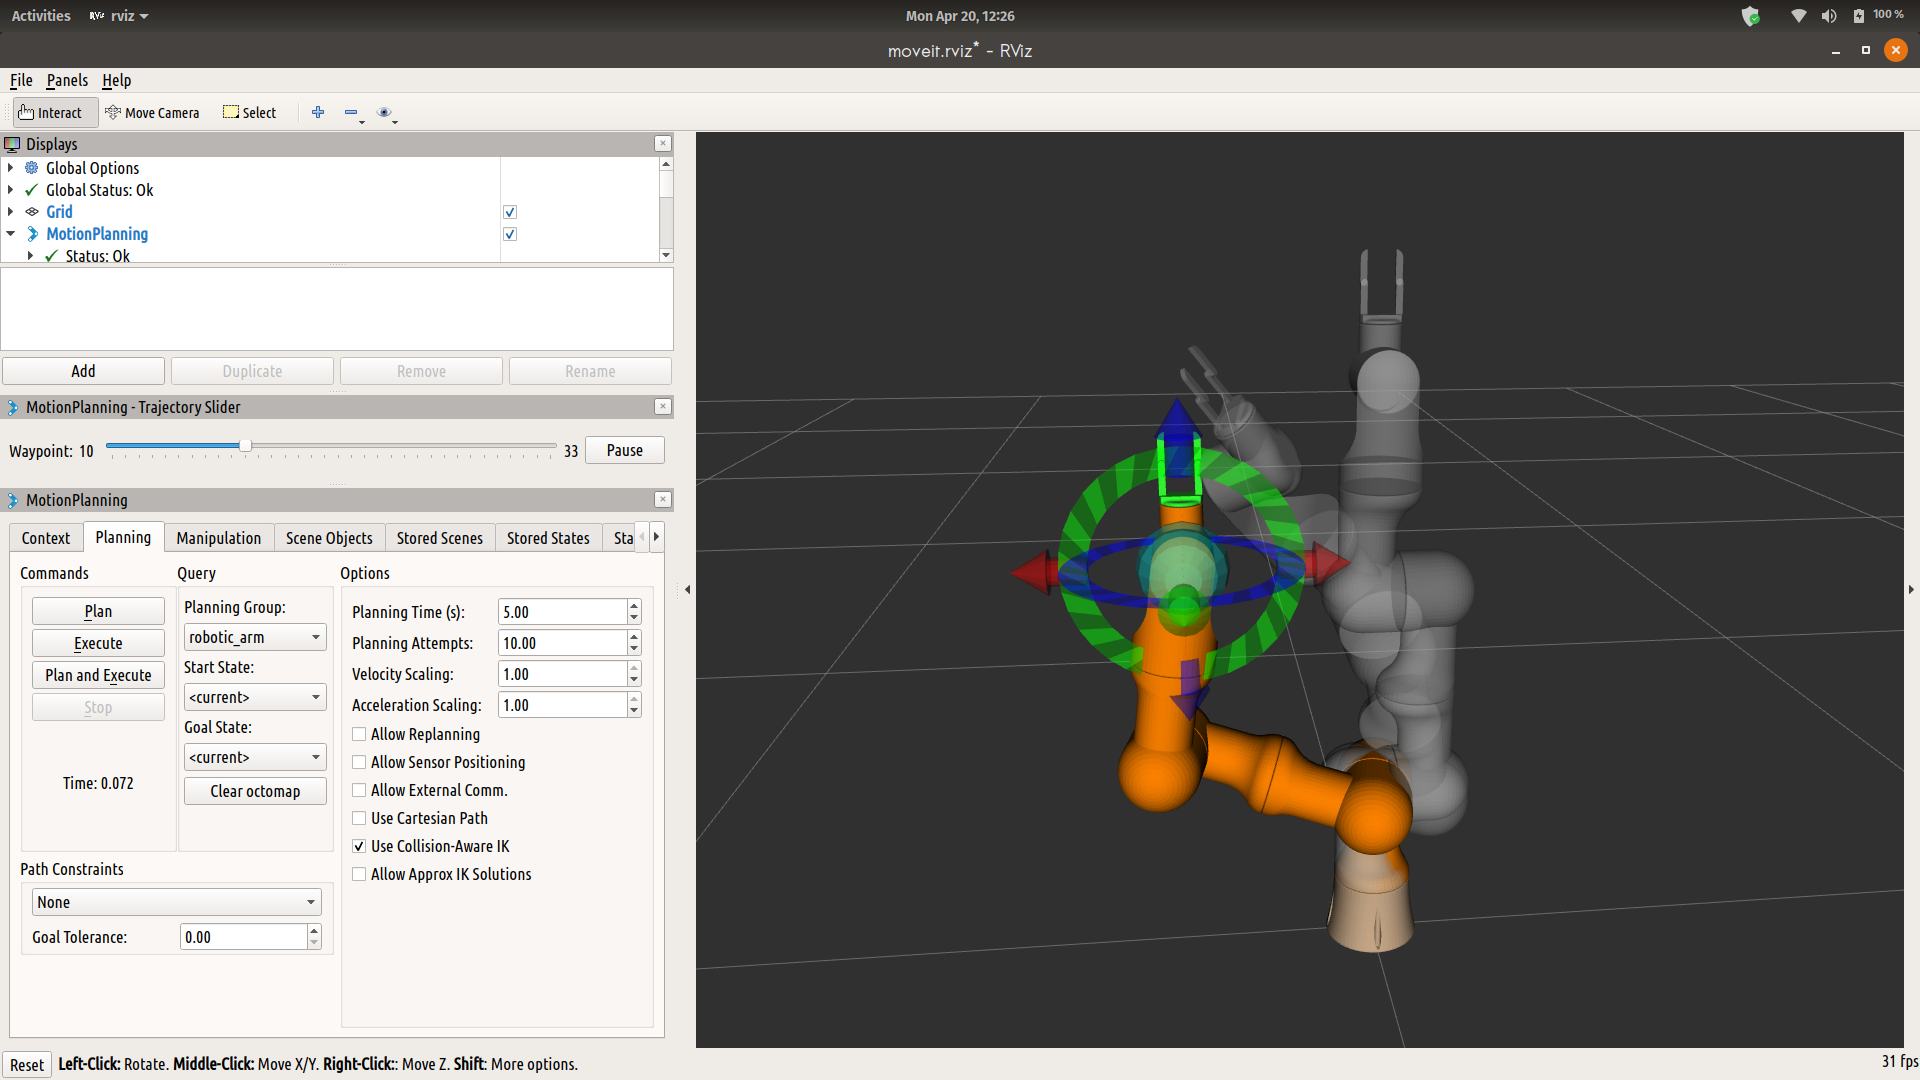 Activities RViz rviz Mon Apr 20, 12:26 100 %
moveit.rviz* - RViz
File Panels Help
Interact Move Camera Select
Displays
Global Options
Global Status: Ok
Grid
MotionPlanning
Status: Ok
Add Duplicate Remove Rename
MotionPlanning - Trajectory Slider
Waypoint: 10 33 Pause
MotionPlanning
Context Planning Manipulation Scene Objects Stored Scenes Stored States Sta
Commands Query Options
Plan
Execute
Plan and Execute
Stop
Time: 0.072
Planning Group:
robotic_arm
Start State:
<current>
Goal State:
<current>
Clear octomap
Planning Time (s): 5.00
Planning Attempts: 10.00
Velocity Scaling: 1.00
Acceleration Scaling: 1.00
Allow Replanning
Allow Sensor Positioning
Allow External Comm.
Use Cartesian Path
Use Collision-Aware IK
Allow Approx IK Solutions
Path Constraints
None
Goal Tolerance: 0.00
Reset Left-Click: Rotate. Middle-Click: Move X/Y. Right-Click:: Move Z. Shift: More options. 31 fps